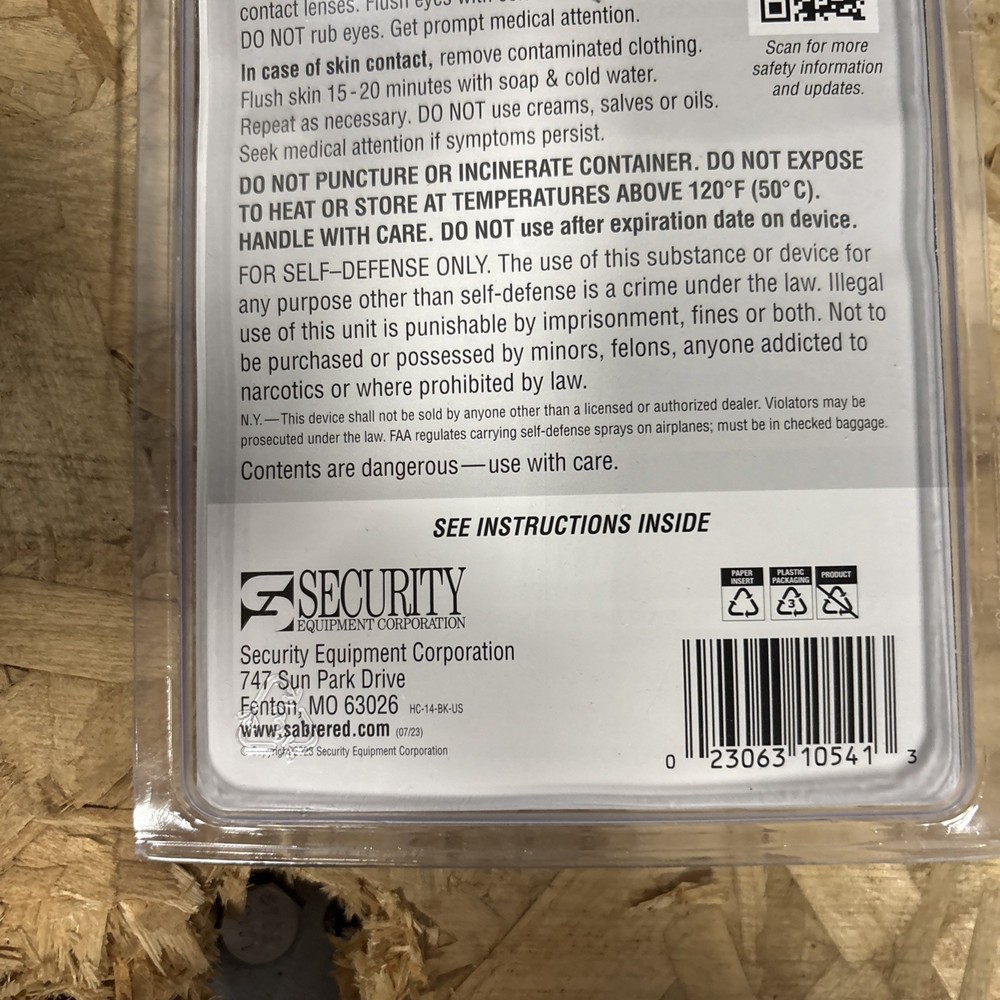 contact lenses. Flush eyes with
DO NOT rub eyes. Get prompt medical attention.
In case of skin contact, remove contaminated clothing.
Flush skin 15-20 minutes with soap & cold water.
Repeat as necessary. DO NOT use creams, salves or oils.
Seek medical attention if symptoms persist.
Scan for more
safety information
and updates.
DO NOT PUNCTURE OR INCINERATE CONTAINER. DO NOT EXPOSE
TO HEAT OR STORE AT TEMPERATURES ABOVE 120°F (50°C).
HANDLE WITH CARE. DO NOT use after expiration date on device.
FOR SELF–DEFENSE ONLY. The use of this substance or device for
any purpose other than self-defense is a crime under the law. Illegal
use of this unit is punishable by imprisonment, fines or both. Not to
be purchased or possessed by minors, felons, anyone addicted to
narcotics or where prohibited by law.
N.Y.—This device shall not be sold by anyone other than a licensed or authorized dealer. Violators may be
prosecuted under the law. FAA regulates carrying self-defense sprays on airplanes; must be in checked baggage.
Contents are dangerous—use with care.
SEE INSTRUCTIONS INSIDE
S SECURITY
EQUIPMENT CORPORATION
Security Equipment Corporation
747 Sun Park Drive
Fenton, MO 63026 HC-14-BK-US
www.sabrered.com (07/23)
Security Equipment Corporation
PAPER
INSERT
PLASTIC
PACKAGING
3
PRODUCT
0 23063 10541 3